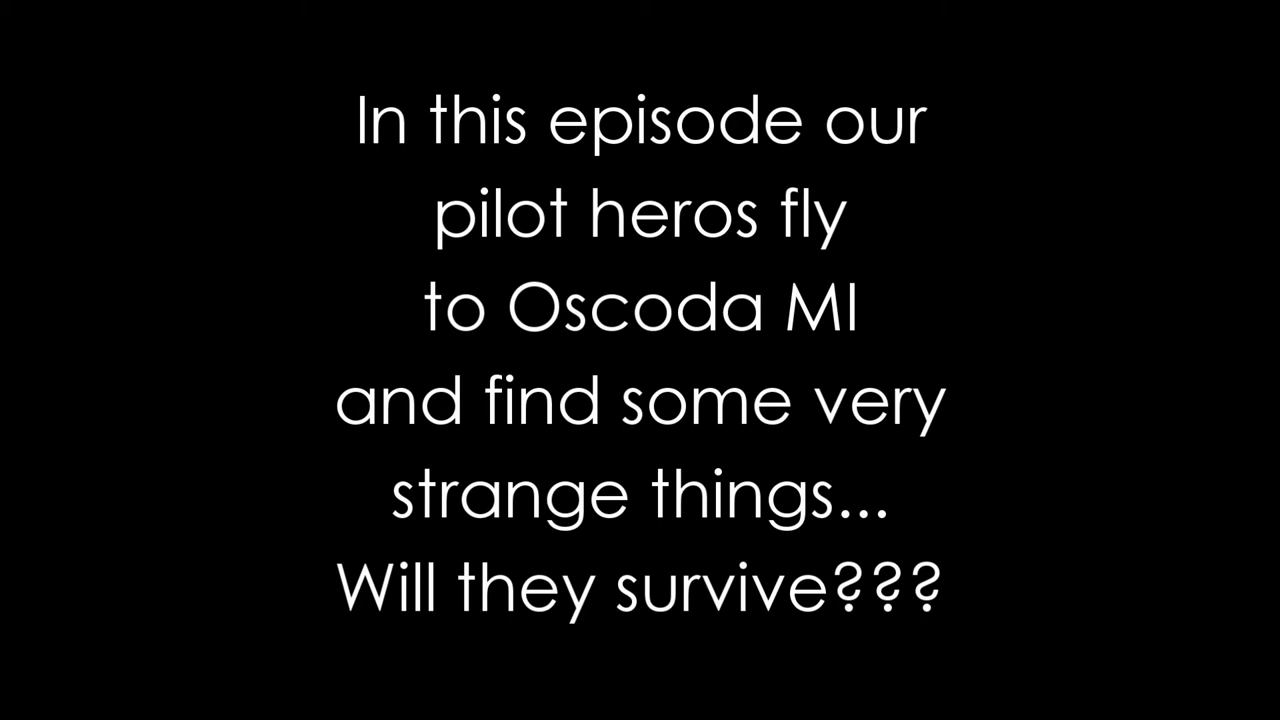 In this episode our
pilot heros fly
to Oscoda MI
and find some very
strange things...
Will they survive???